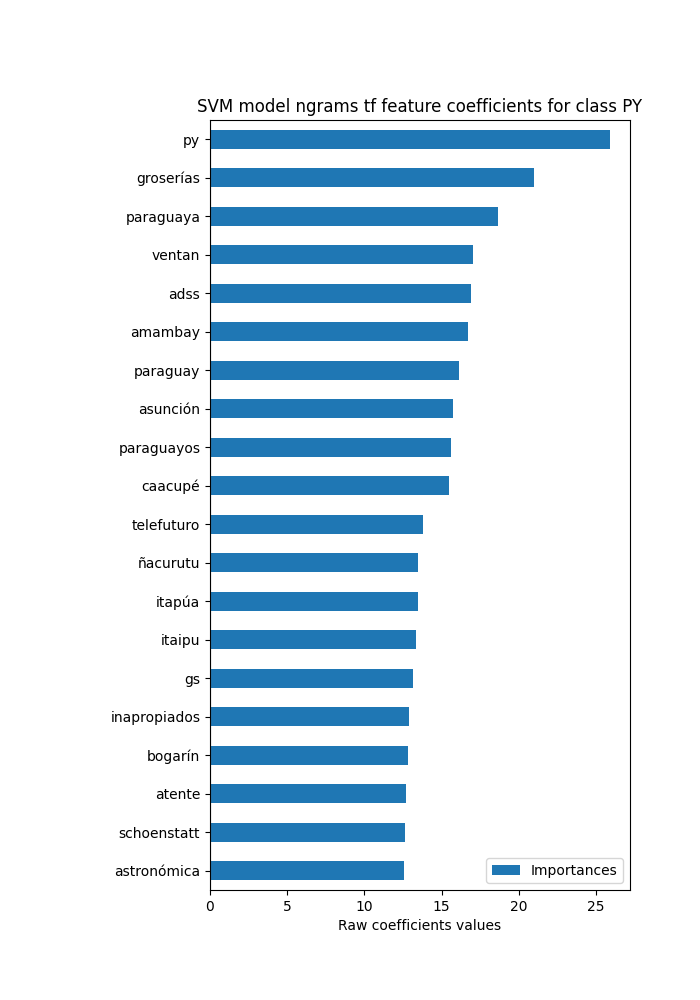 SVM model ngrams tf feature coefficients for class PY
py
groserías
paraguaya
ventan
adss
amambay
paraguay
asunción
paraguayos
caacupé
telefuturo
ñacurutu
itapúa
itaipu
gs
inapropiados
bogarín
atente
schoenstatt
astronómica
Importances
0 5 10 15 20 25
Raw coefficients values